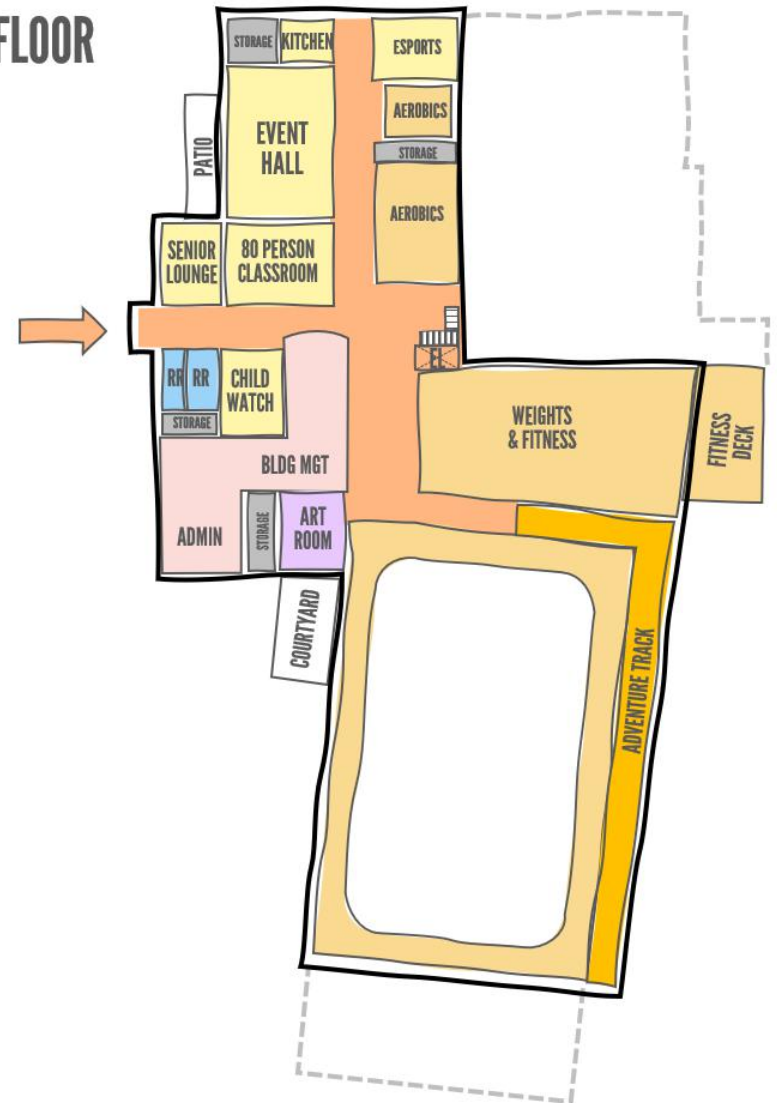 FLOOR
STORAGE
KITCHEN
ESPORTS
AEROBICS
STORAGE
EVENT
HALL
PATIO
AEROBICS
SENIOR
LOUNGE
80 PERSON
CLASSROOM
RR
RR
CHILD
WATCH
STORAGE
EL
WEIGHTS
& FITNESS
FITNESS
DECK
BLDG MGT
ADMIN
STORAGE
ART
ROOM
COURTYARD
ADVENTURE TRACK